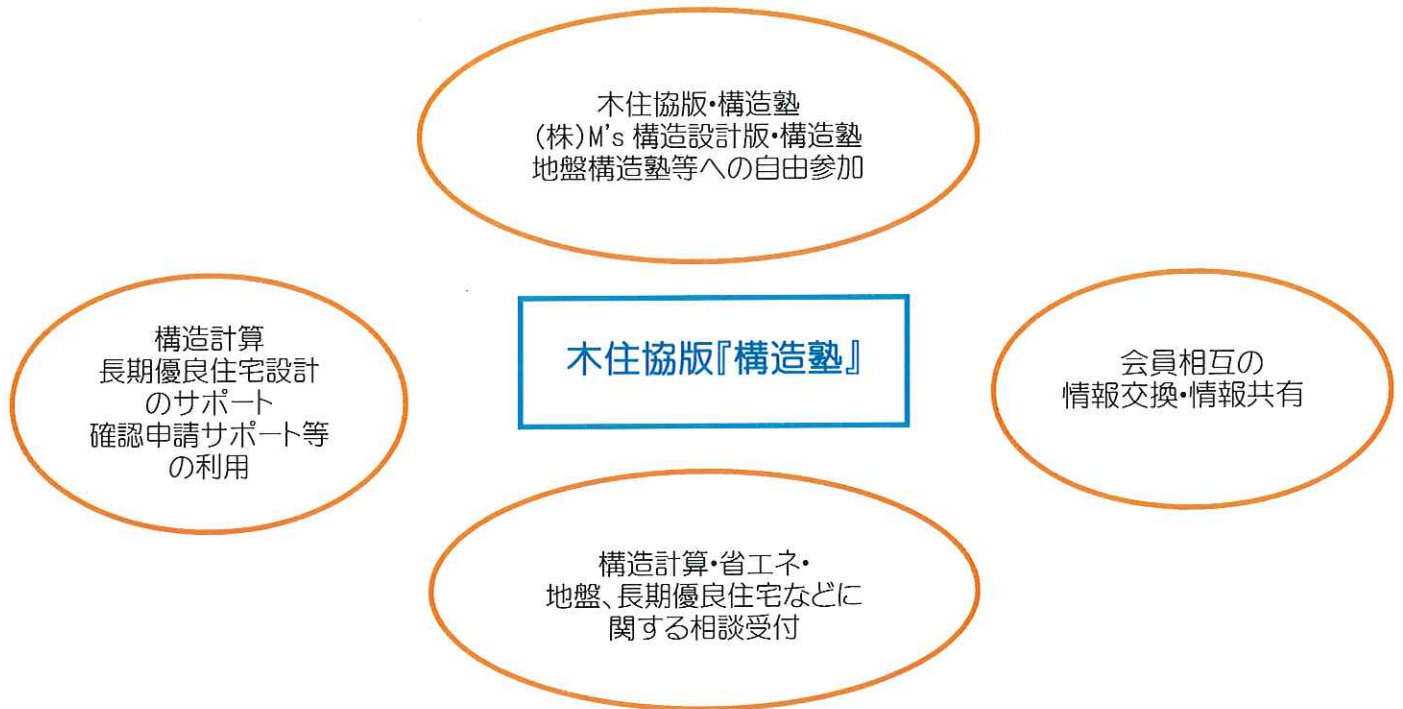 木住協版・構造塾
(株)M's 構造設計版・構造塾
地盤構造塾等への自由参加
構造計算
長期優良住宅設計
のサポート
確認申請サポート等
の利用
木住協版『構造塾』
会員相互の
情報交換・情報共有
構造計算・省エネ・
地盤、長期優良住宅などに
関する相談受付